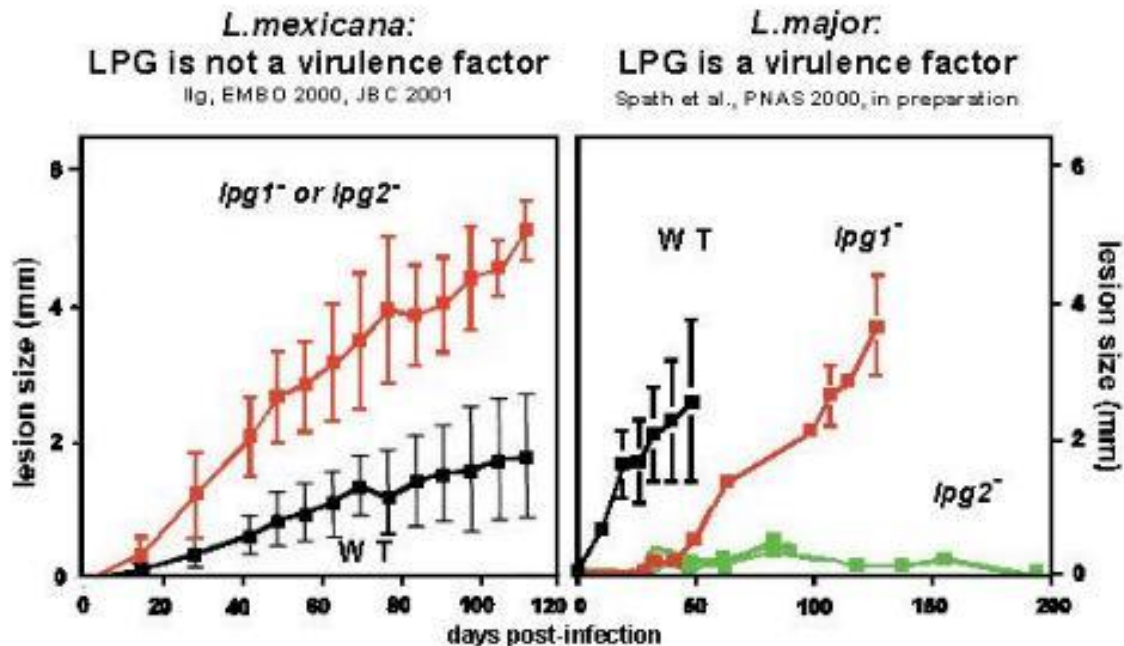 L.mexicana:
LPG is not a virulence factor
Ilg, EMBO 2000, JBC 2001
L.major:
LPG is a virulence factor
Spath et al., PNAS 2000, in preparation
lpg1⁻ or lpg2⁻
W T
lesion size (mm)
6
4
2
0
0 20 40 60 80 100 120
W T
lpg1⁻
lpg2⁻
6
4
2
0
lesion size (mm)
0 50 100 150 200
days post-infection